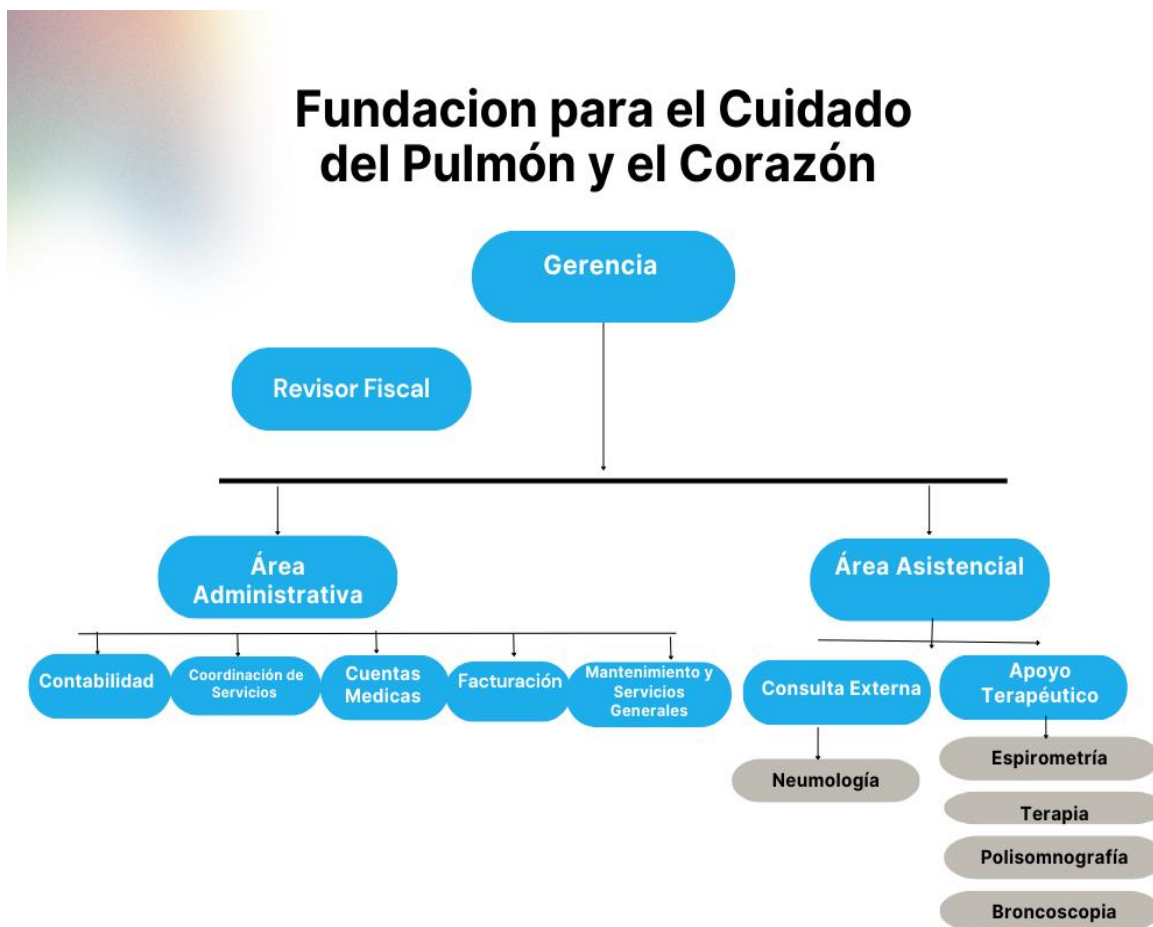 Fundacion para el Cuidado
del Pulmón y el Corazón
Gerencia
Revisor Fiscal
Área
Administrativa
Área Asistencial
Contabilidad
Coordinación de
Servicios
Cuentas
Medicas
Facturación
Mantenimiento y
Servicios
Generales
Consulta Externa
Apoyo
Terapéutico
Neumología
Espirometría
Terapia
Polisomnografía
Broncoscopia